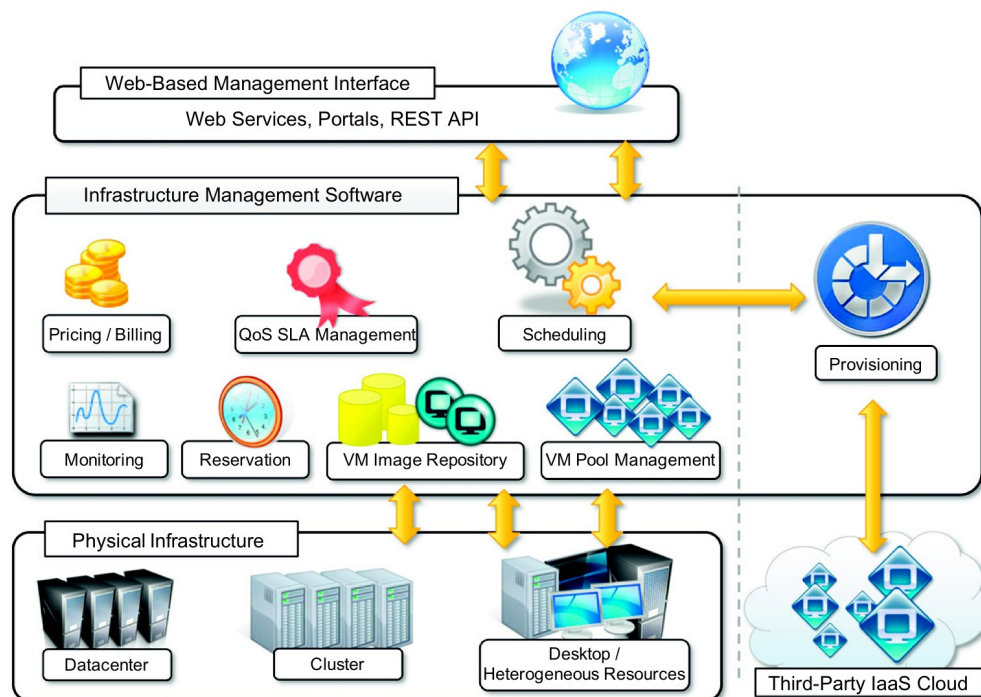 Web-Based Management Interface
Web Services, Portals, REST API
Infrastructure Management Software
Pricing / Billing
QoS SLA Management
Scheduling
Provisioning
Monitoring
Reservation
VM Image Repository
VM Pool Management
Physical Infrastructure
Datacenter
Cluster
Desktop /
Heterogeneous Resources
Third-Party IaaS Cloud